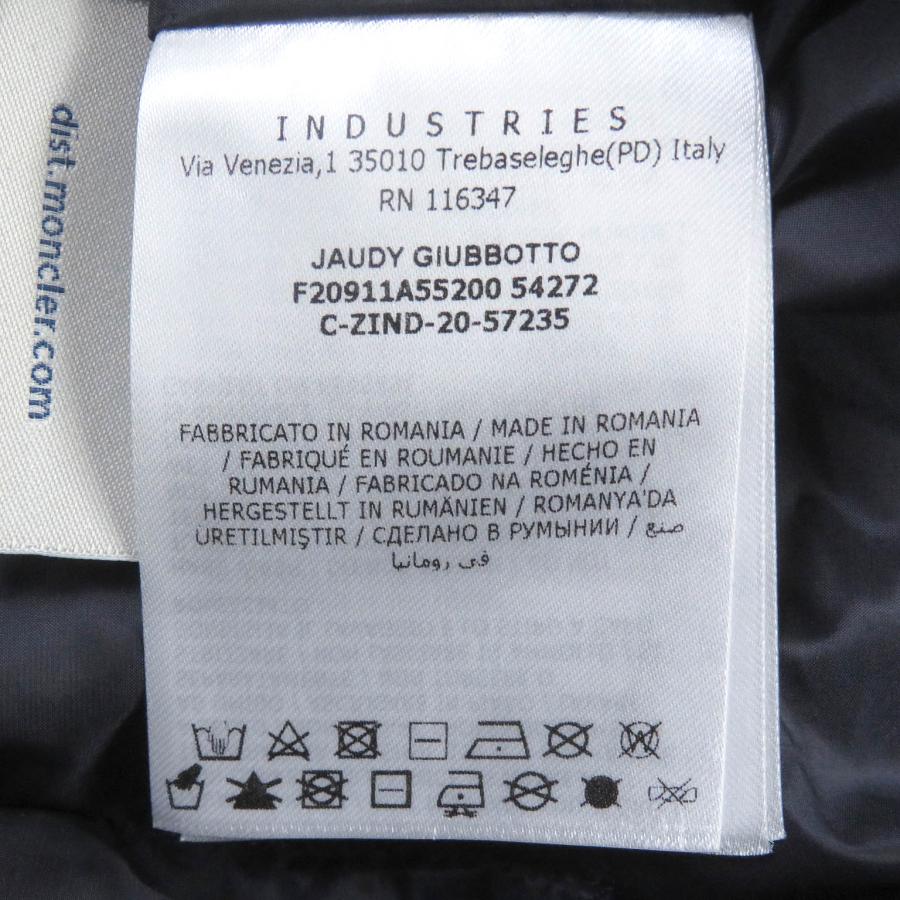 dist.moncler.com
INDUSTRIES
Via Venezia,1 35010 Trebaseleghe(PD) Italy
RN 116347
JAUDY GIUBBOTTO
F20911A55200 54272
C-ZIND-20-57235
FABBRICATO IN ROMANIA / MADE IN ROMANIA
/ FABRIQUÉ EN ROUMANIE / HECHO EN
RUMANIA / FABRICADO NA ROMÉNIA /
HERGESTELLT IN RUMÄNIEN / ROMANYA'DA
ÜRETILMIŞTIR / СДЕЛАНО В РУМЫНИИ / صنع
في رومانيا